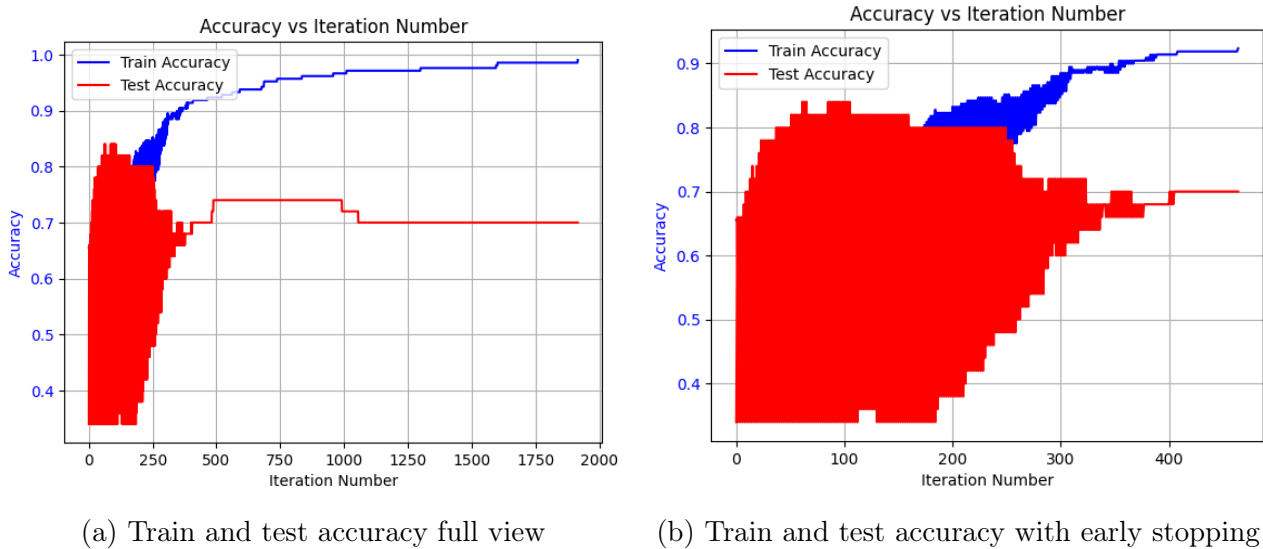 Accuracy vs Iteration Number
Train Accuracy
Test Accuracy
1.0
0.9
0.8
0.7
0.6
0.5
0.4
Accuracy
0 250 500 750 1000 1250 1500 1750 2000
Iteration Number
(a) Train and test accuracy full view
Accuracy vs Iteration Number
Train Accuracy
Test Accuracy
0.9
0.8
0.7
0.6
0.5
0.4
Accuracy
0 100 200 300 400
Iteration Number
(b) Train and test accuracy with early stopping